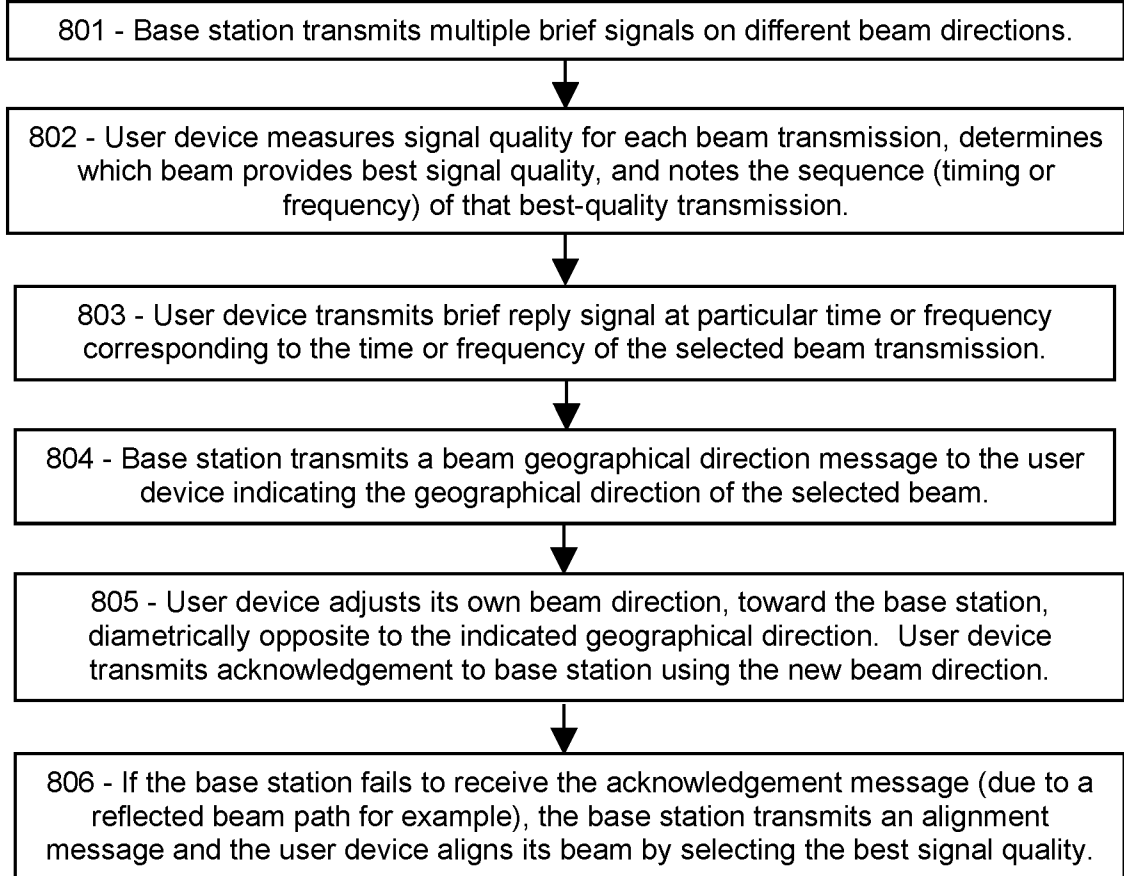 801 - Base station transmits multiple brief signals on different beam directions.
802 - User device measures signal quality for each beam transmission, determines
which beam provides best signal quality, and notes the sequence (timing or
frequency) of that best-quality transmission.
803 - User device transmits brief reply signal at particular time or frequency
corresponding to the time or frequency of the selected beam transmission.
804 - Base station transmits a beam geographical direction message to the user
device indicating the geographical direction of the selected beam.
805 - User device adjusts its own beam direction, toward the base station,
diametrically opposite to the indicated geographical direction.  User device
transmits acknowledgement to base station using the new beam direction.
806 - If the base station fails to receive the acknowledgement message (due to a
reflected beam path for example), the base station transmits an alignment
message and the user device aligns its beam by selecting the best signal quality.